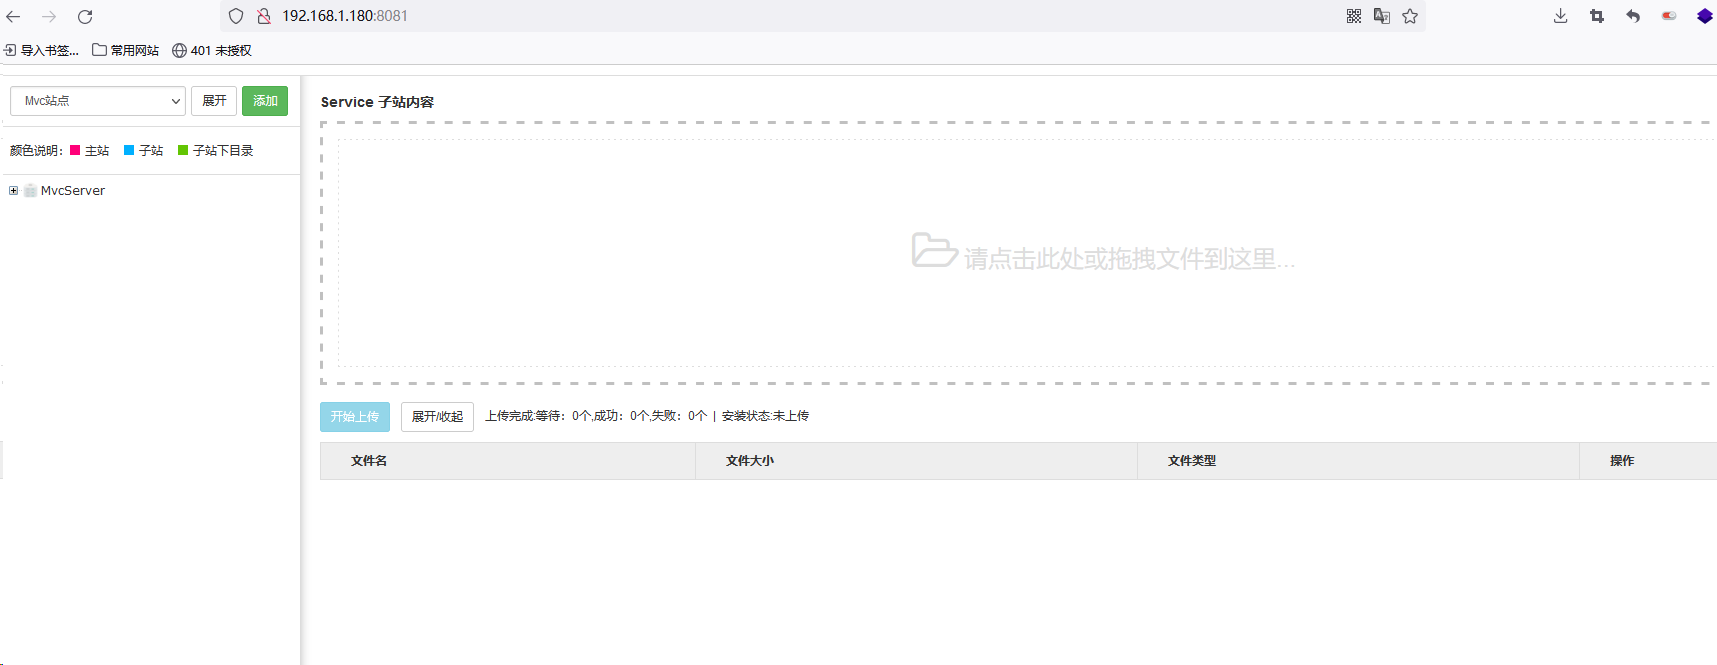 192.168.1.180:8081
导入书签... 常用网站 401 未授权
Mvc站点 展开 添加
颜色说明: 主站 子站 子站下目录
MvcServer
Service 子站内容
请点击此处或拖拽文件到这里...
开始上传 展开/收起 上传完成:等待：0个,成功：0个,失败：0个 | 安装状态:未上传
文件名 文件大小 文件类型 操作